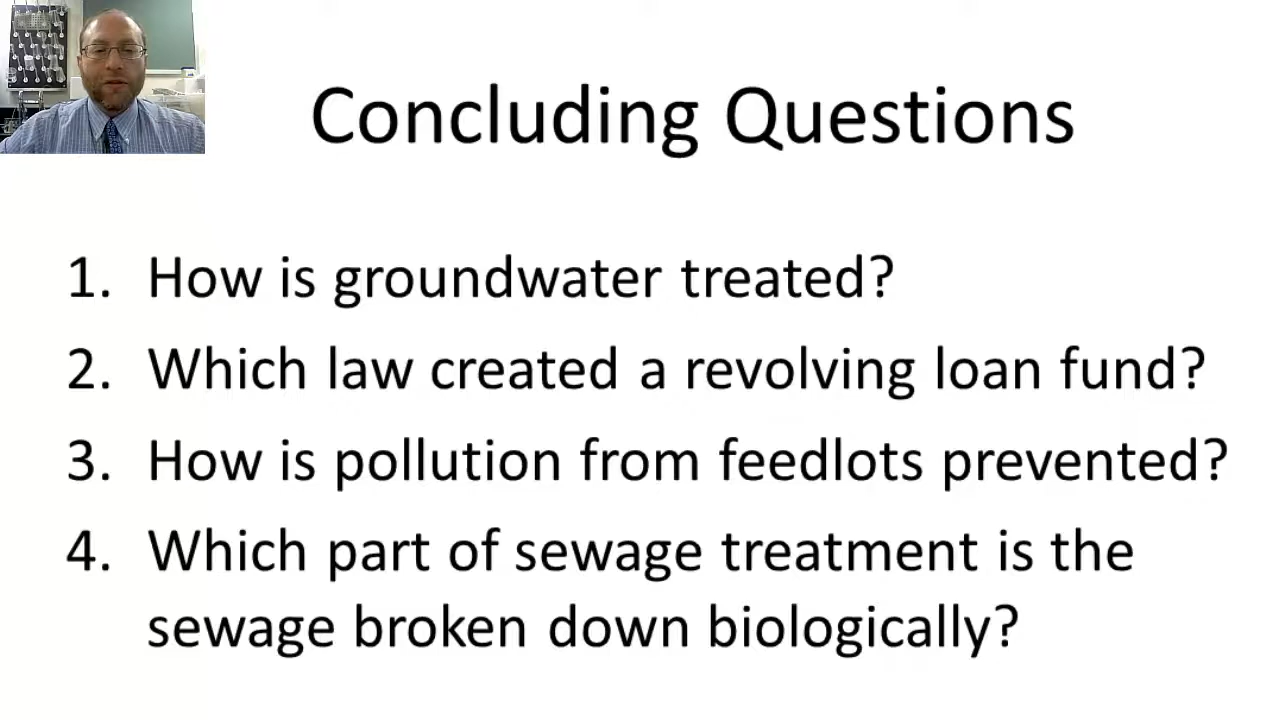 Concluding Questions
1. How is groundwater treated?
2. Which law created a revolving loan fund?
3. How is pollution from feedlots prevented?
4. Which part of sewage treatment is the
sewage broken down biologically?